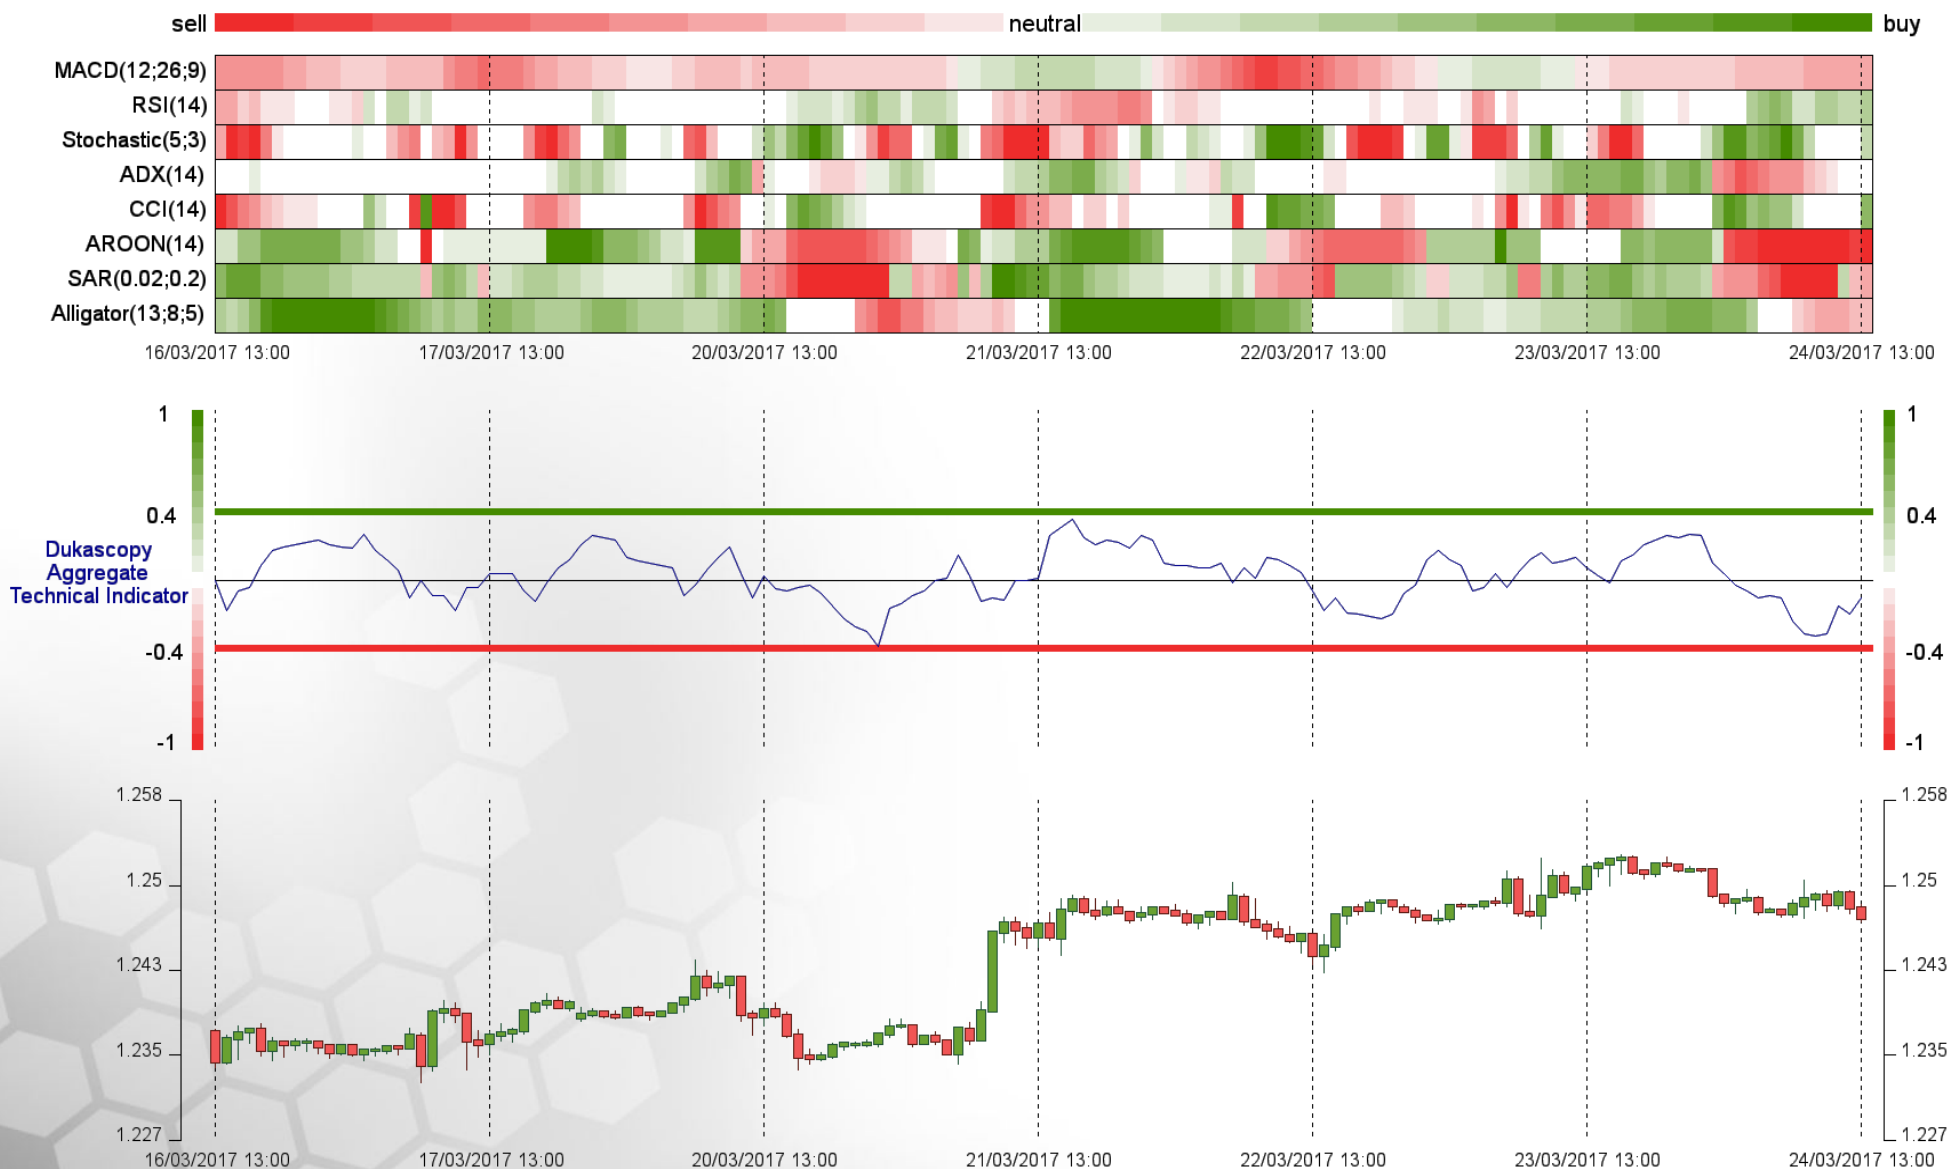 sell neutral buy
MACD(12;26;9)
RSI(14)
Stochastic(5;3)
ADX(14)
CCI(14)
AROON(14)
SAR(0.02;0.2)
Alligator(13;8;5)
16/03/2017 13:00 17/03/2017 13:00 20/03/2017 13:00 21/03/2017 13:00 22/03/2017 13:00 23/03/2017 13:00 24/03/2017 13:00
1 1
0.4 0.4
Dukascopy
Aggregate
Technical Indicator
-0.4 -0.4
-1 -1
1.258 1.258
1.25 1.25
1.243 1.243
1.235 1.235
1.227 1.227
16/03/2017 13:00 17/03/2017 13:00 20/03/2017 13:00 21/03/2017 13:00 22/03/2017 13:00 23/03/2017 13:00 24/03/2017 13:00